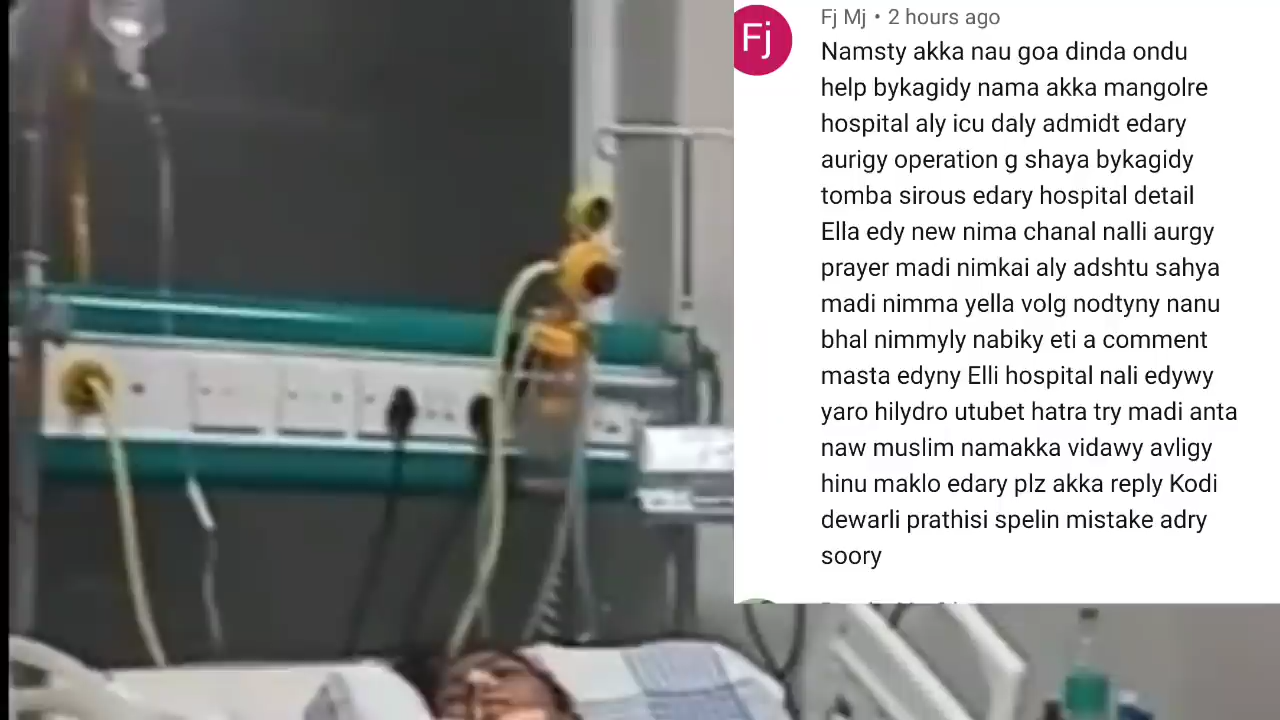 Fj
Fj Mj • 2 hours ago
Namsty akka nau goa dinda ondu
help bykagidy nama akka mangolre
hospital aly icu daly admidt edary
aurigy operation g shaya bykagidy
tomba sirous edary hospital detail
Ella edy new nima chanal nalli aurgy
prayer madi nimkai aly adshtu sahya
madi nimma yella volg nodtyny nanu
bhal nimmyly nabiky eti a comment
masta edyny Elli hospital nali edywy
yaro hilydro utubet hatra try madi anta
naw muslim namakka vidawy avligy
hinu maklo edary plz akka reply Kodi
dewarli prathisi spelin mistake adry
soory